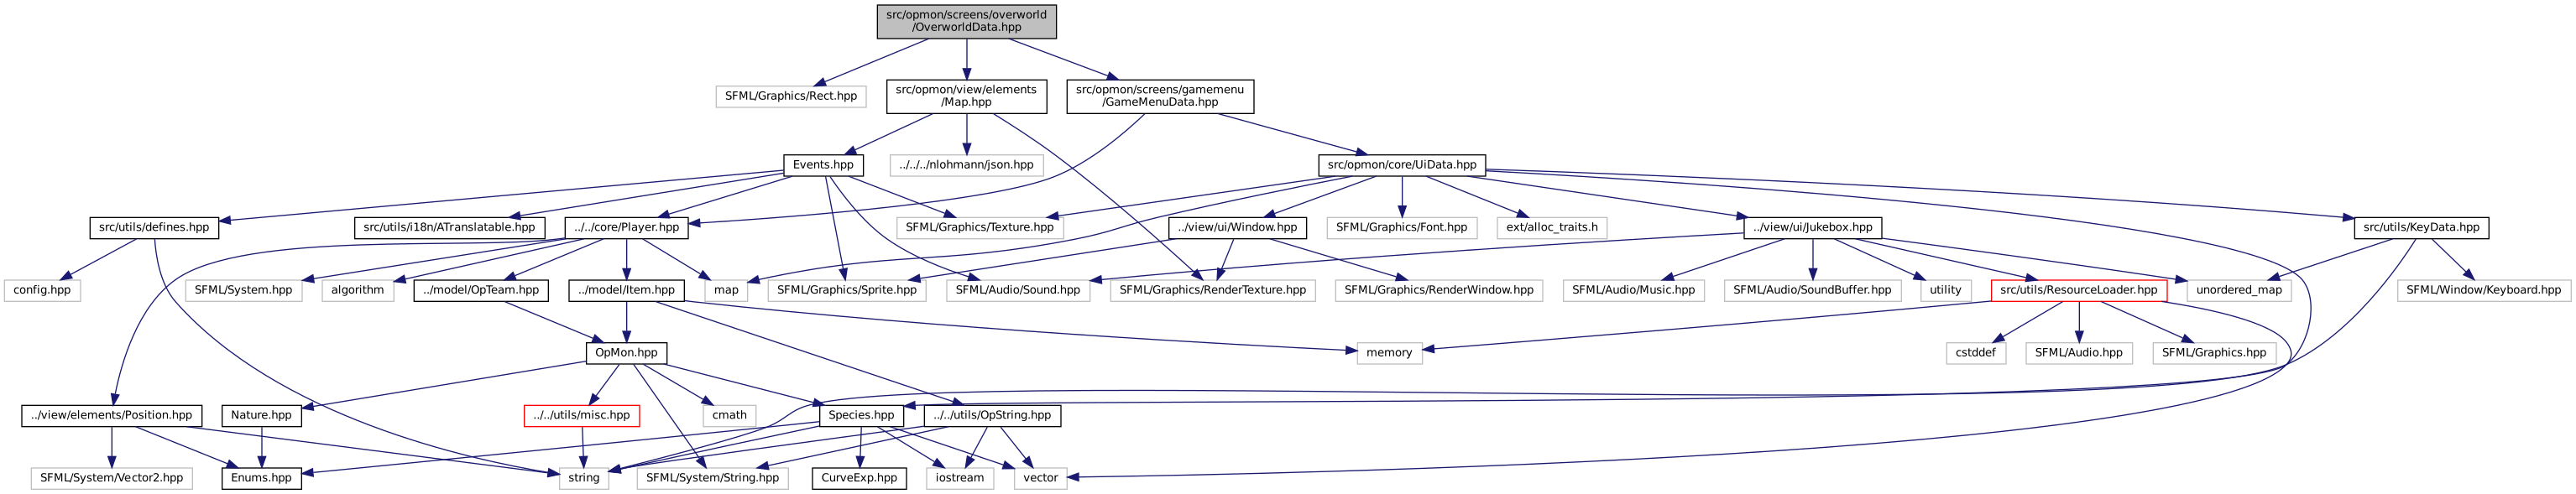 src/opmon/screens/overworld
/OverworldData.hpp
SFML/Graphics/Rect.hpp
src/opmon/view/elements
/Map.hpp
src/opmon/screens/gamemenu
/GameMenuData.hpp
Events.hpp
../../../nlohmann/json.hpp
src/opmon/core/UiData.hpp
src/utils/defines.hpp
src/utils/i18n/ATranslatable.hpp
../../core/Player.hpp
SFML/Graphics/Texture.hpp
../view/ui/Window.hpp
SFML/Graphics/Font.hpp
ext/alloc_traits.h
../view/ui/Jukebox.hpp
src/utils/KeyData.hpp
config.hpp
SFML/System.hpp
algorithm
../model/OpTeam.hpp
../model/Item.hpp
map
SFML/Graphics/Sprite.hpp
SFML/Audio/Sound.hpp
SFML/Graphics/RenderTexture.hpp
SFML/Graphics/RenderWindow.hpp
SFML/Audio/Music.hpp
SFML/Audio/SoundBuffer.hpp
utility
src/utils/ResourceLoader.hpp
unordered_map
SFML/Window/Keyboard.hpp
OpMon.hpp
memory
cstddef
SFML/Audio.hpp
SFML/Graphics.hpp
../view/elements/Position.hpp
Nature.hpp
../../utils/misc.hpp
cmath
Species.hpp
../../utils/OpString.hpp
SFML/System/Vector2.hpp
Enums.hpp
string
SFML/System/String.hpp
CurveExp.hpp
iostream
vector